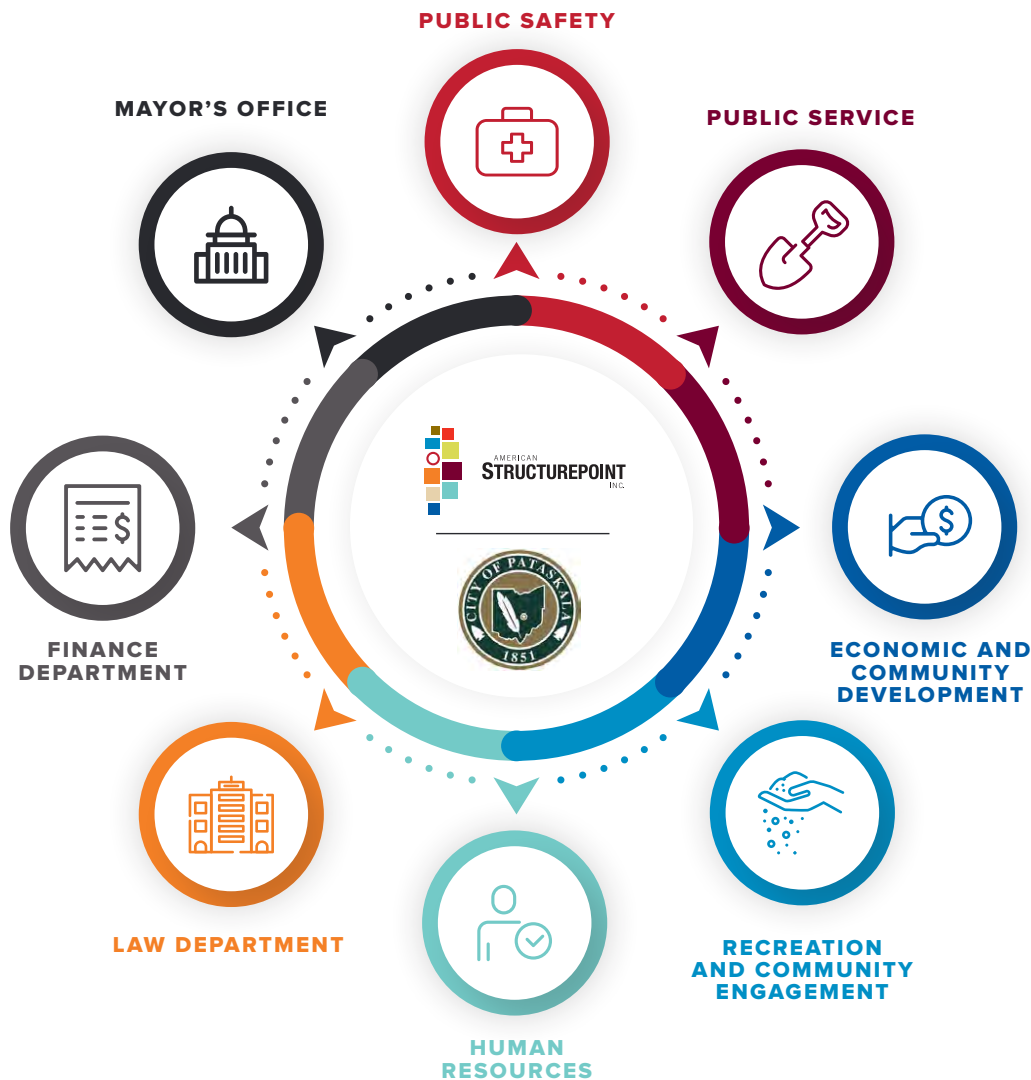 PUBLIC SAFETY
MAYOR’S OFFICE
PUBLIC SERVICE
AMERICAN
STRUCTUREPOINT
INC.
$
$
CITY OF PATASKALA
1851
FINANCE
DEPARTMENT
ECONOMIC AND
COMMUNITY
DEVELOPMENT
LAW DEPARTMENT
RECREATION
AND COMMUNITY
ENGAGEMENT
HUMAN
RESOURCES